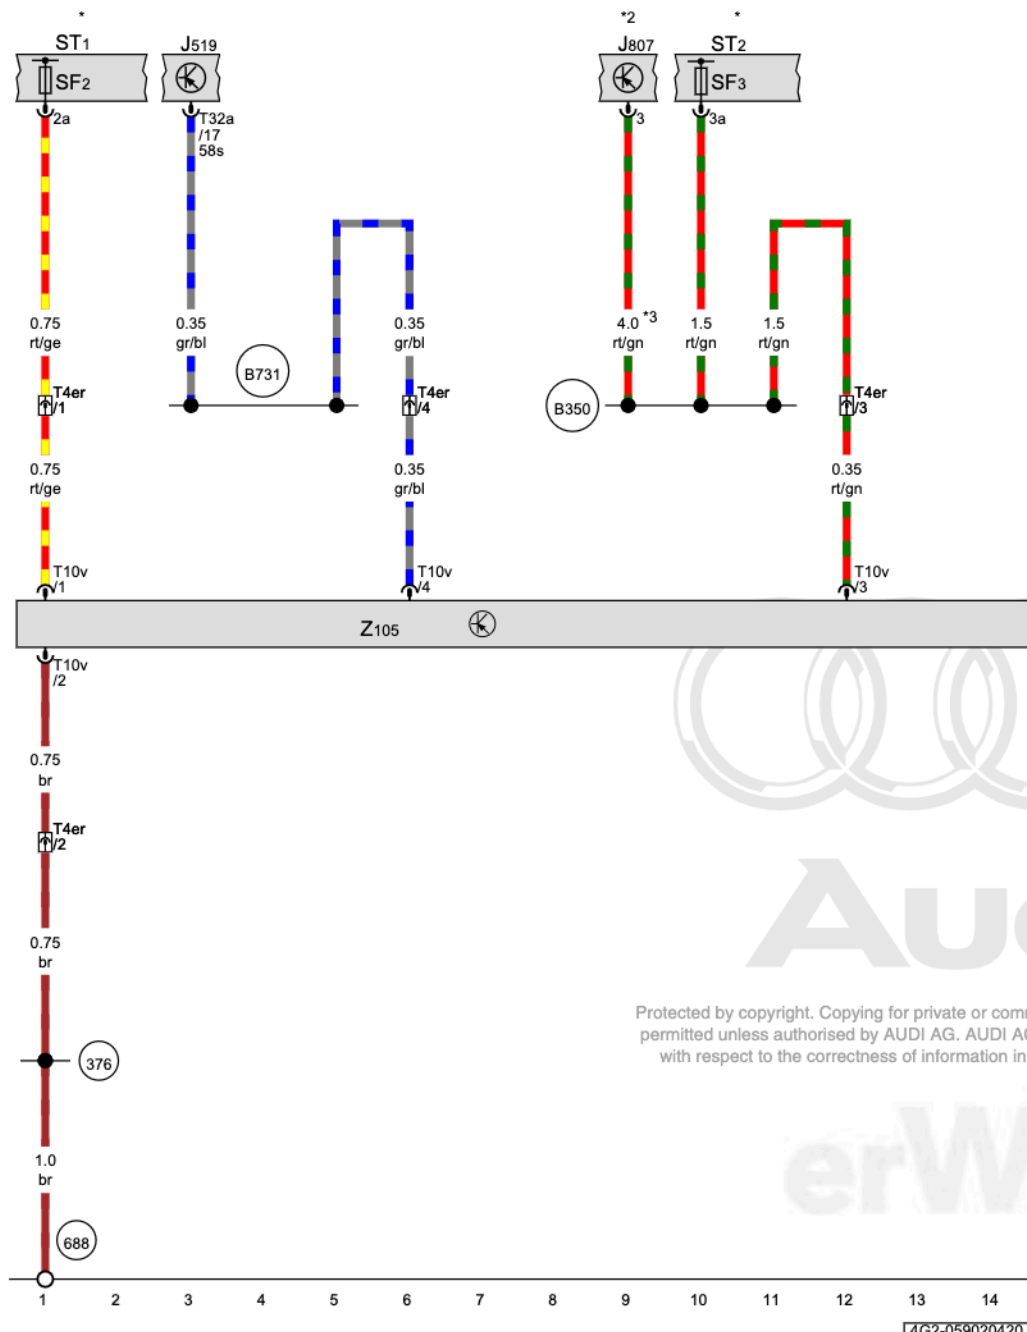 * *2 *
ST1 J519 J807 ST2
SF2 SF3
2a T32a 3 3a
/17
58s
0.75 0.35 0.35 4.0 *3 1.5 1.5
rt/ge gr/bl gr/bl rt/gn rt/gn rt/gn
B731
T4er T4er T4er
/1 /4 B350 /3
0.75 0.35 0.35
rt/ge gr/bl rt/gn
T10v T10v T10v
/1 /4 /3
Z105
T10v
/2
0.75
br
T4er
/2
Au
0.75
br
Protected by copyright. Copying for private or
permitted unless authorised by AUDI AG. AUDI
with respect to the correctness of information in
376
erW
1.0
br
688
1 2 3 4 5 6 7 8 9 10 11 12 13 14
4G2-059020420